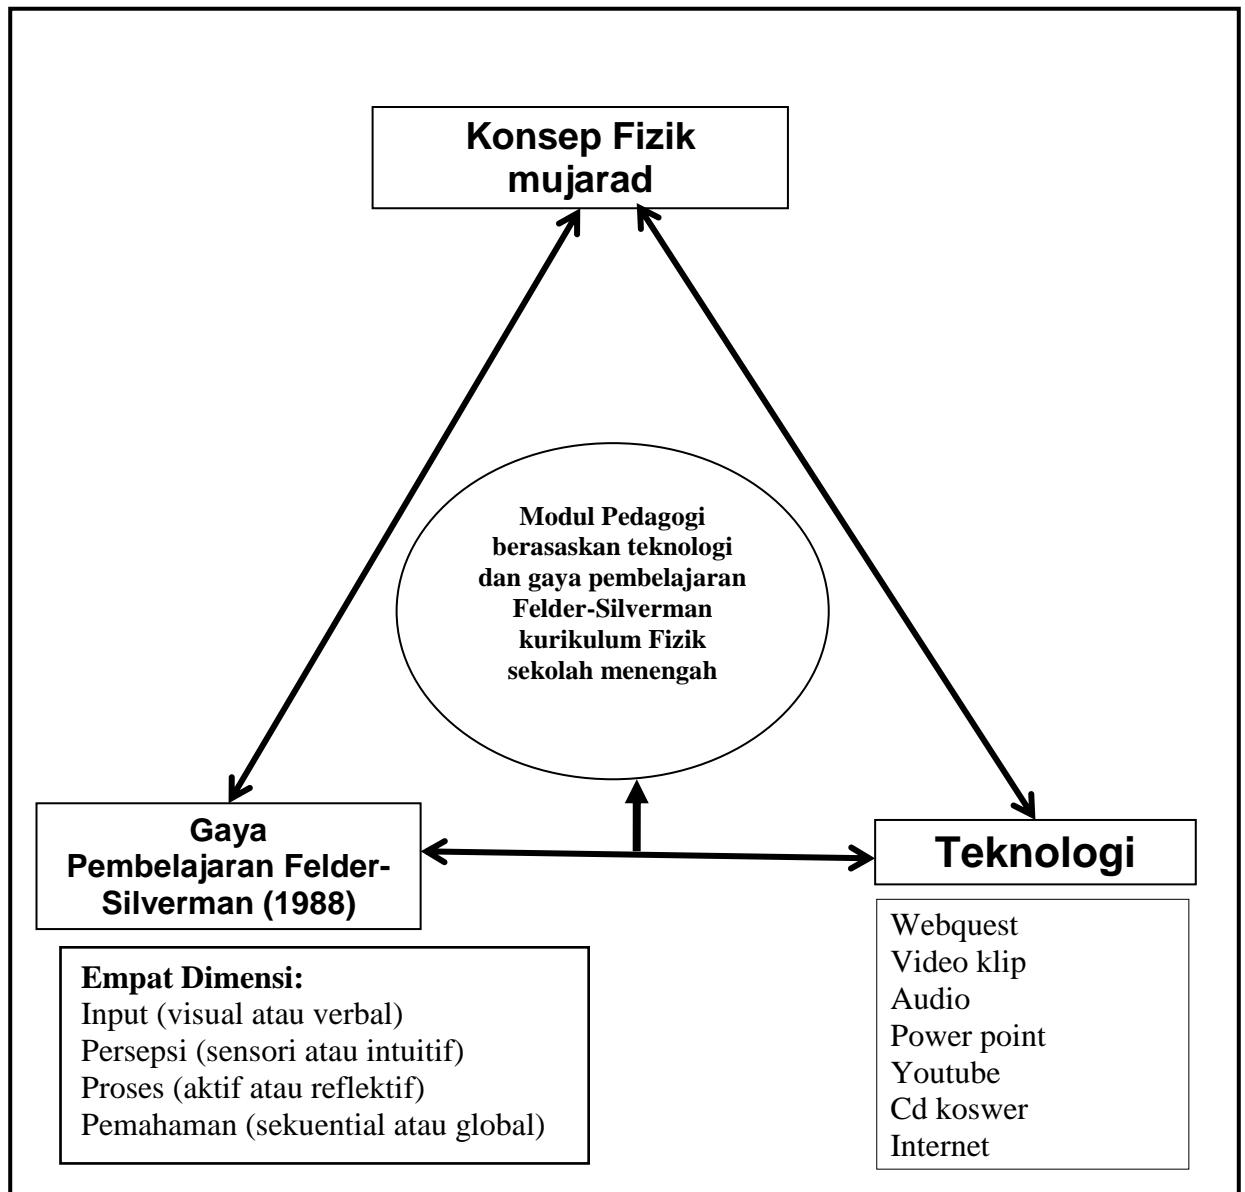 Konsep Fizik
mujarad
Modul Pedagogi
berasaskan teknologi
dan gaya pembelajaran
Felder-Silverman
kurikulum Fizik
sekolah menengah
Gaya
Pembelajaran Felder-
Silverman (1988)
Teknologi
Empat Dimensi:
Input (visual atau verbal)
Persepsi (sensori atau intuitif)
Proses (aktif atau reflektif)
Pemahaman (sekuential atau global)
Webquest
Video klip
Audio
Power point
Youtube
Cd koswer
Internet